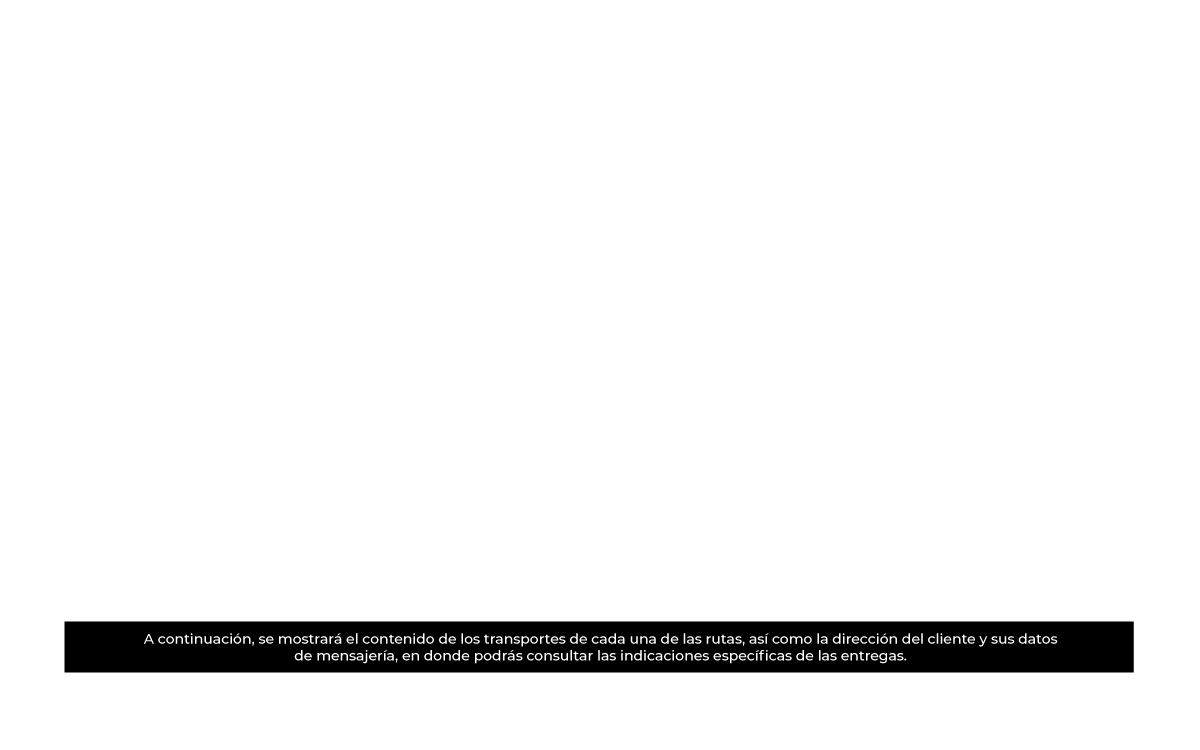 A continuación, se mostrará el contenido de los transportes de cada una de las rutas, así como la dirección del cliente y sus datos
de mensajería, en donde podrás consultar las indicaciones específicas de las entregas.